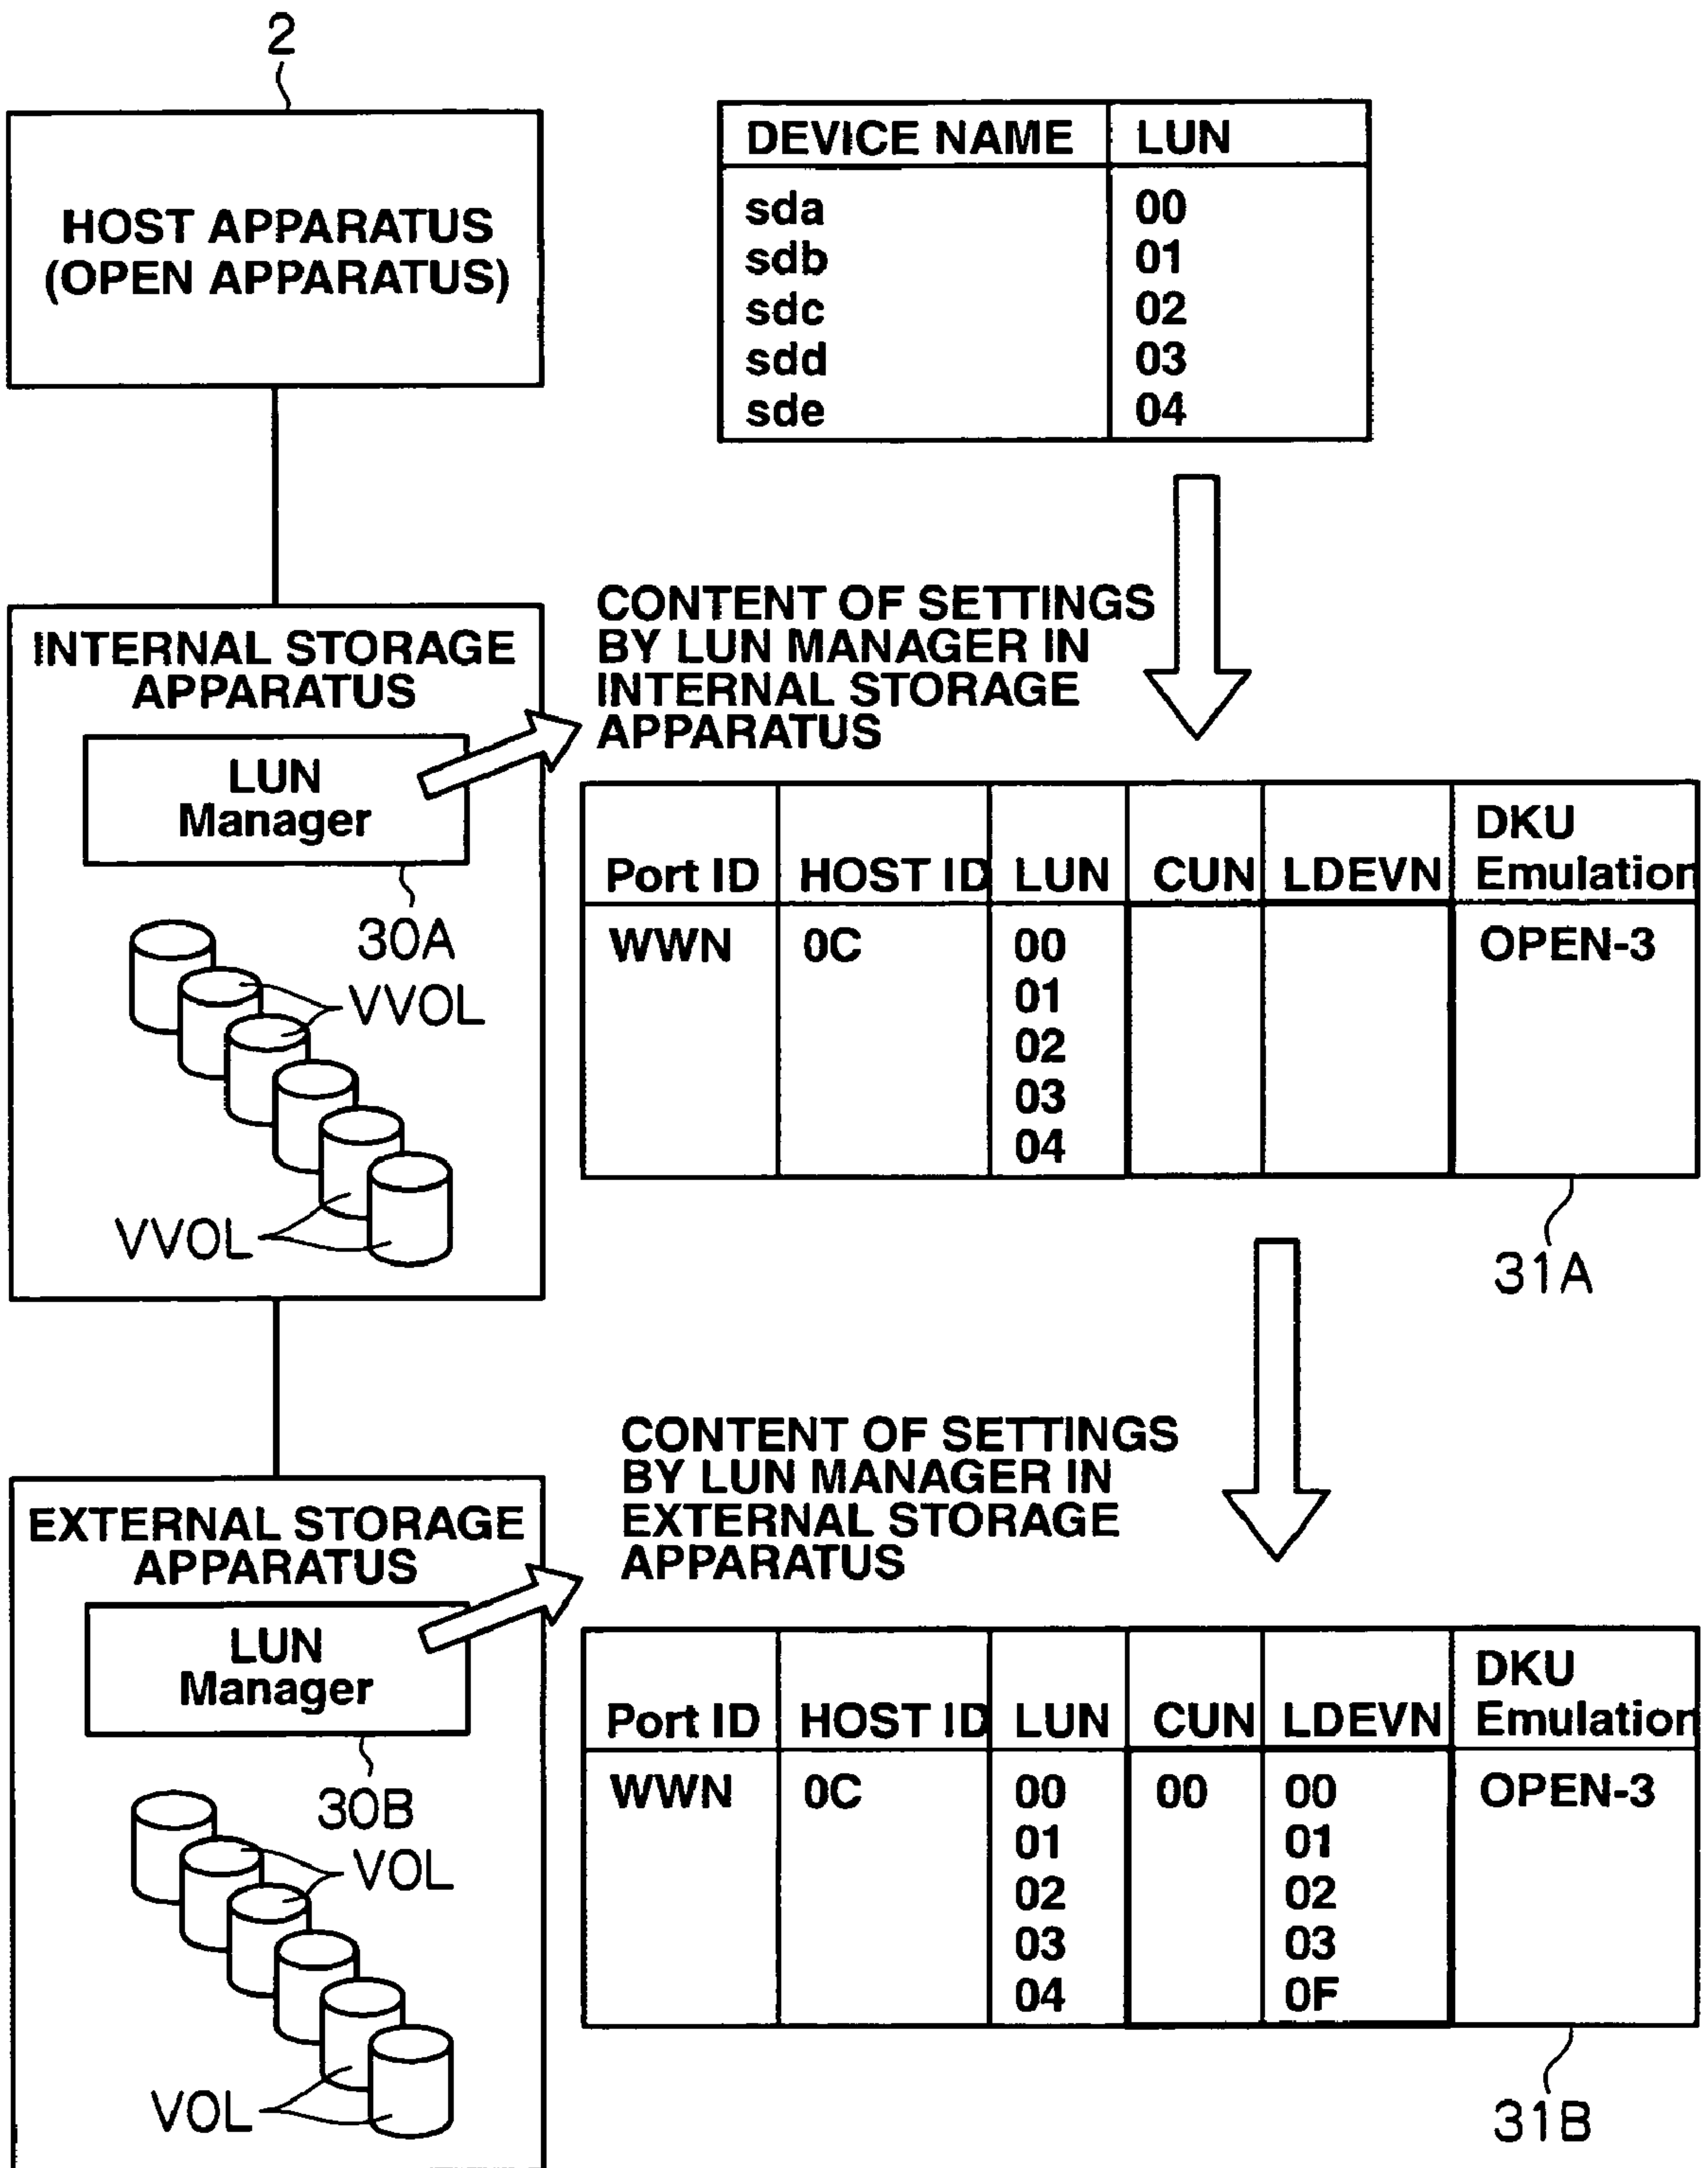 2
HOST APPARATUS
(OPEN APPARATUS)
DEVICE NAME LUN
sda 00
sdb 01
sdc 02
sdd 03
sde 04
INTERNAL STORAGE
APPARATUS
LUN
Manager
30A
VVOL
VVOL
CONTENT OF SETTINGS
BY LUN MANAGER IN
INTERNAL STORAGE
APPARATUS
DKU
Port ID HOST ID LUN CUN LDEVN Emulation
WWN 0C 00 OPEN-3
01
02
03
04
31A
EXTERNAL STORAGE
APPARATUS
LUN
Manager
30B
VOL
VOL
CONTENT OF SETTINGS
BY LUN MANAGER IN
EXTERNAL STORAGE
APPARATUS
DKU
Port ID HOST ID LUN CUN LDEVN Emulation
WWN 0C 00 00 00 OPEN-3
01 01
02 02
03 03
04 0F
31B